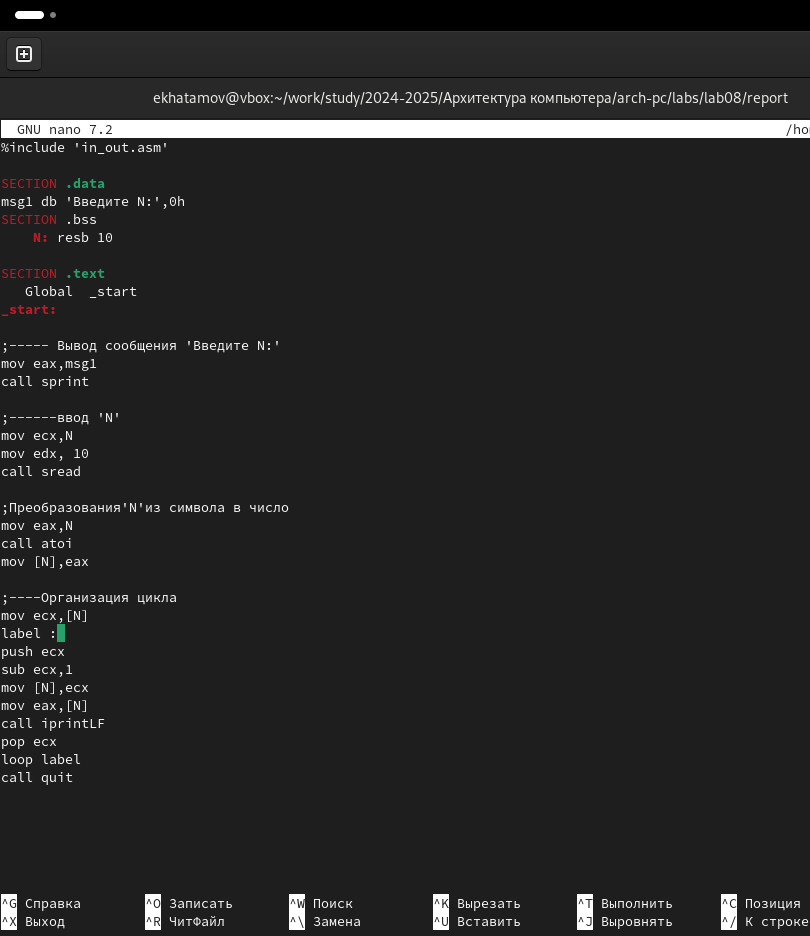 ekhatamov@vbox:~/work/study/2024-2025/Архитектура компьютера/arch-pc/labs/lab08/report
GNU nano 7.2 /ho
%include 'in_out.asm'
SECTION .data
msg1 db 'Введите N:',0h
SECTION .bss
N: resb 10
SECTION .text
Global _start
_start:
;----- Вывод сообщения 'Введите N:'
mov eax,msg1
call sprint
;------ввод 'N'
mov ecx,N
mov edx, 10
call sread
;Преобразования'N'из символа в число
mov eax,N
call atoi
mov [N],eax
;----Организация цикла
mov ecx,[N]
label :
push ecx
sub ecx,1
mov [N],ecx
mov eax,[N]
call iprintLF
pop ecx
loop label
call quit
^G Справка ^O Записать ^W Поиск ^K Вырезать ^T Выполнить ^C Позиция
^X Выход ^R ЧитФайл ^\ Замена ^U Вставить ^J Выровнять ^/ К строке